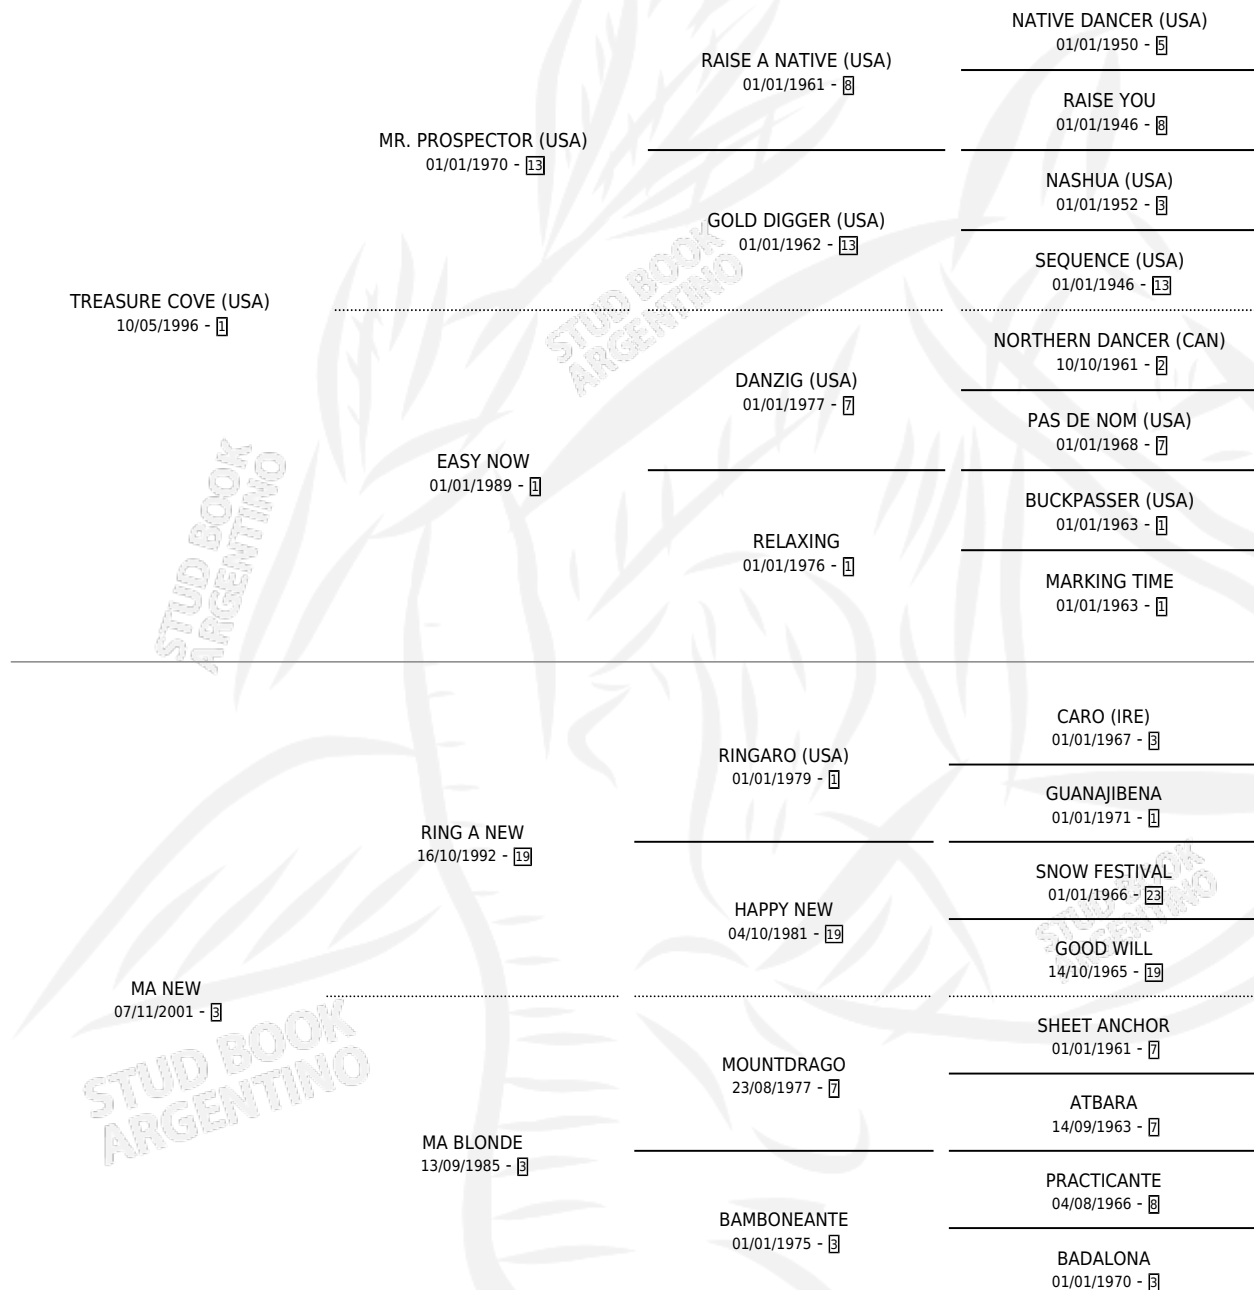 NATIVE DANCER (USA)
01/01/1950 - 5
RAISE A NATIVE (USA)
01/01/1961 - 8
RAISE YOU
01/01/1946 - 8
MR. PROSPECTOR (USA)
01/01/1970 - 13
NASHUA (USA)
01/01/1952 - 3
GOLD DIGGER (USA)
01/01/1962 - 13
SEQUENCE (USA)
01/01/1946 - 13
TREASURE COVE (USA)
10/05/1996 - 1
NORTHERN DANCER (CAN)
10/10/1961 - 2
DANZIG (USA)
01/01/1977 - 7
PAS DE NOM (USA)
01/01/1968 - 7
EASY NOW
01/01/1989 - 1
BUCKPASSER (USA)
01/01/1963 - 1
RELAXING
01/01/1976 - 1
MARKING TIME
01/01/1963 - 1
STUD BOOK
ARGENTINO
STUD BOOK
ARGENTINO
CARO (IRE)
01/01/1967 - 3
RINGARO (USA)
01/01/1979 - 1
GUANAJIBENA
01/01/1971 - 1
RING A NEW
16/10/1992 - 19
SNOW FESTIVAL
01/01/1966 - 23
HAPPY NEW
04/10/1981 - 19
GOOD WILL
14/10/1965 - 19
STUD BOOK
ARGENTINO
MA NEW
07/11/2001 - 3
SHEET ANCHOR
01/01/1961 - 7
MOUNTDRAGO
23/08/1977 - 7
ATBARA
14/09/1963 - 7
MA BLONDE
13/09/1985 - 3
PRACTICANTE
04/08/1966 - 8
BAMBONEANTE
01/01/1975 - 3
BADALONA
01/01/1970 - 3
STUD BOOK
ARGENTINO